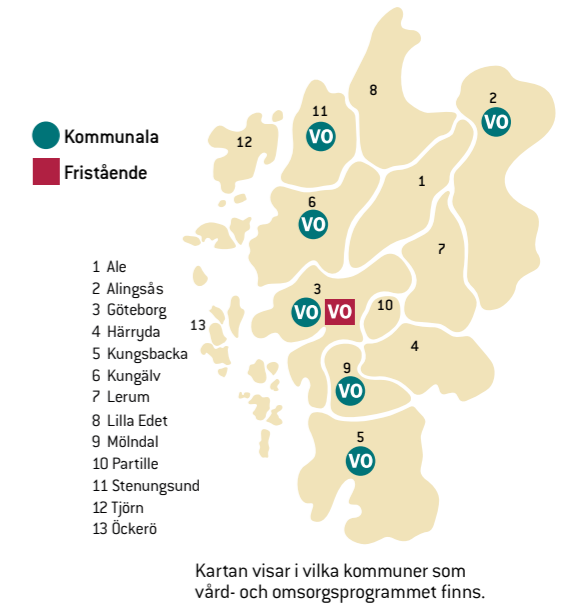 8
2
11
VO
VO
Kommunala
12
Fristående
1
6
VO
7
1 Ale
2 Alingsås
3 Göteborg
4 Härryda
5 Kungsbacka
6 Kungälv
7 Lerum
8 Lilla Edet
9 Mölndal
10 Partille
11 Stenungsund
12 Tjörn
13 Öckerö
3
10
VO VO
13
4
9
VO
5
VO
Kartan visar i vilka kommuner som
vård- och omsorgsprogrammet finns.